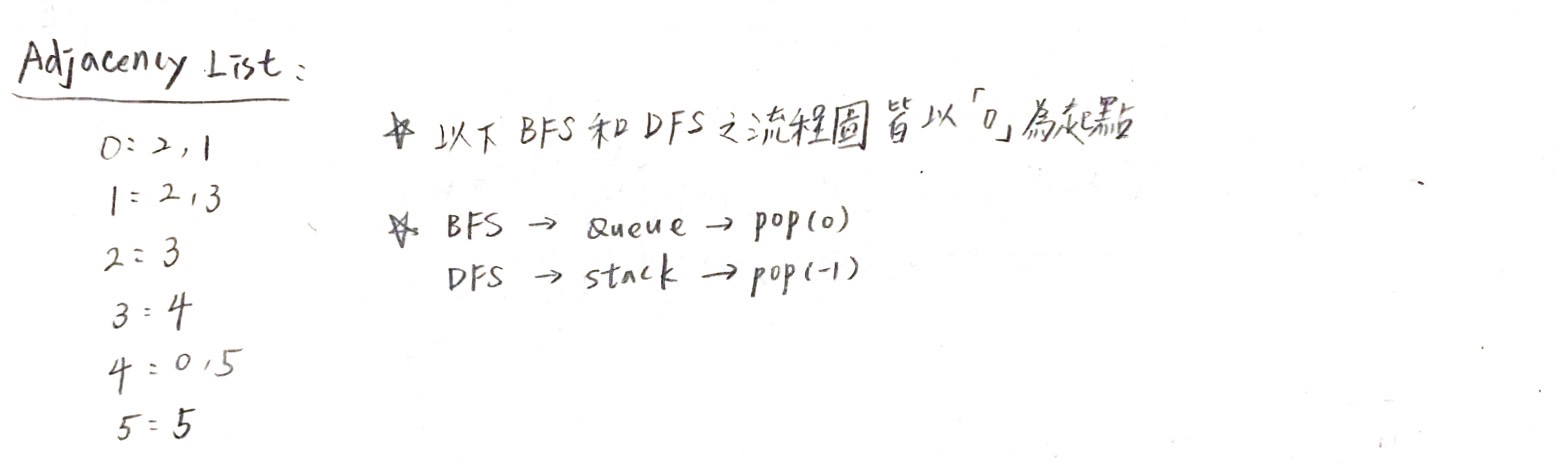 Adjacency List :
0: 2, 1
1: 2, 3
2: 3
3: 4
4: 0, 5
5: 5
☆ 以下 BFS 和 DFS 之流程圖 皆以「0」為起點
☆ BFS → Queue → pop(0)
DFS → stack → pop(-1)